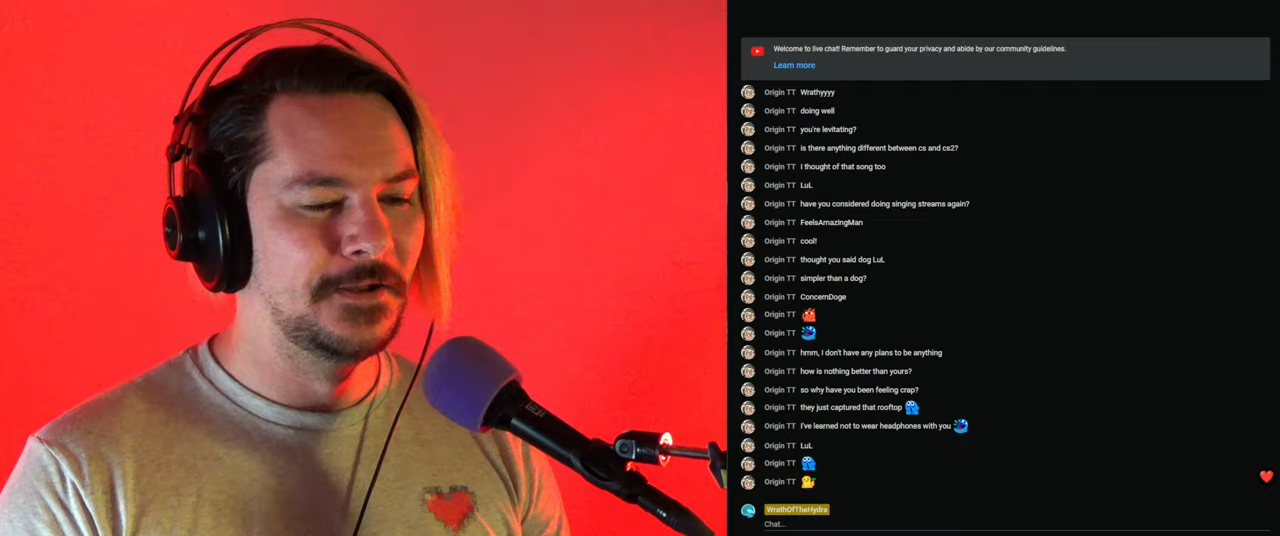 Welcome to live chat! Remember to guard your privacy and abide by our community guidelines.
Learn more
Origin TT Wrathyyyy
Origin TT doing well
Origin TT you're levitating?
Origin TT is there anything different between cs and cs2?
Origin TT I thought of that song too
Origin TT LuL
Origin TT have you considered doing singing streams again?
Origin TT FeelsAmazingMan
Origin TT cool!
Origin TT thought you said dog LuL
Origin TT simpler than a dog?
Origin TT ConcernDoge
Origin TT
Origin TT
Origin TT hmm, I don't have any plans to be anything
Origin TT how is nothing better than yours?
Origin TT so why have you been feeling crap?
Origin TT they just captured that rooftop
Origin TT I've learned not to wear headphones with you
Origin TT LuL
Origin TT
Origin TT
WrathOfTheHydra
Chat...